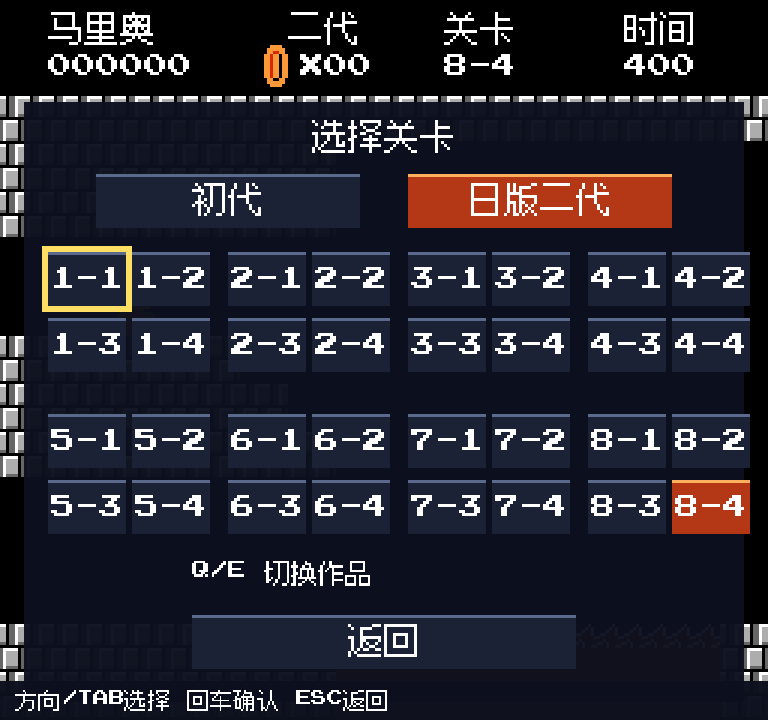 马里奥 二代 关卡 时间
000000 x00 8-4 400
选择关卡
初代 日版二代
1-1 1-2 2-1 2-2 3-1 3-2 4-1 4-2
1-3 1-4 2-3 2-4 3-3 3-4 4-3 4-4
5-1 5-2 6-1 6-2 7-1 7-2 8-1 8-2
5-3 5-4 6-3 6-4 7-3 7-4 8-3 8-4
Q/E 切换作品
返回
方向/TAB选择 回车确认 ESC返回